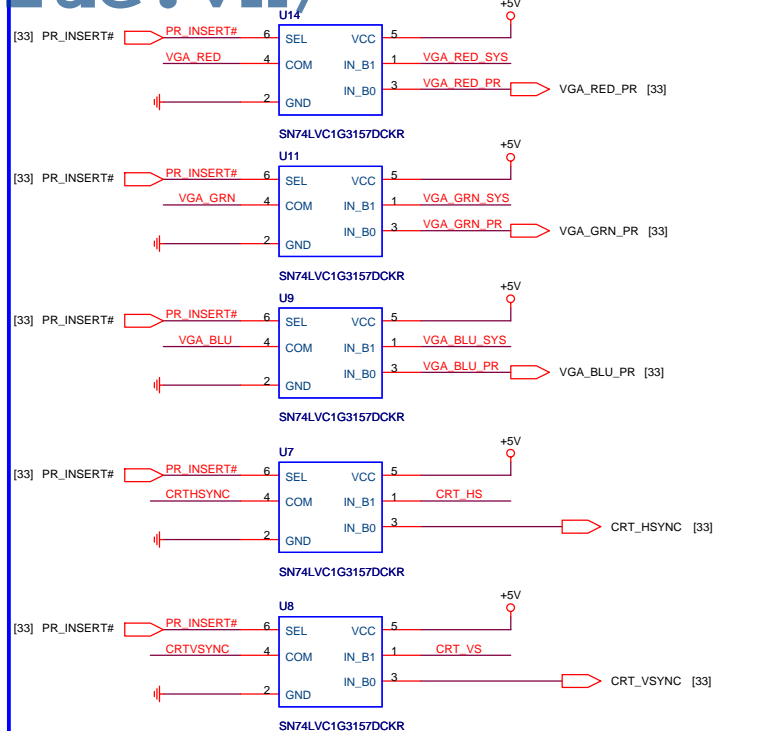 U14
+5V
[33] PR_INSERT# PR_INSERT# 6 SEL VCC 5
VGA_RED 4 COM IN_B1 1 VGA_RED_SYS
IN_B0 3 VGA_RED_PR VGA_RED_PR [33]
2 GND
SN74LVC1G3157DCKR
U11
+5V
[33] PR_INSERT# PR_INSERT# 6 SEL VCC 5
VGA_GRN 4 COM IN_B1 1 VGA_GRN_SYS
IN_B0 3 VGA_GRN_PR VGA_GRN_PR [33]
2 GND
SN74LVC1G3157DCKR
U9
+5V
[33] PR_INSERT# PR_INSERT# 6 SEL VCC 5
VGA_BLU 4 COM IN_B1 1 VGA_BLU_SYS
IN_B0 3 VGA_BLU_PR VGA_BLU_PR [33]
2 GND
SN74LVC1G3157DCKR
U7
+5V
[33] PR_INSERT# PR_INSERT# 6 SEL VCC 5
CRTHSYNC 4 COM IN_B1 1 CRT_HS
IN_B0 3 CRT_HSYNC [33]
2 GND
SN74LVC1G3157DCKR
U8
+5V
[33] PR_INSERT# PR_INSERT# 6 SEL VCC 5
CRTVSYNC 4 COM IN_B1 1 CRT_VS
IN_B0 3 CRT_VSYNC [33]
2 GND
SN74LVC1G3157DCKR